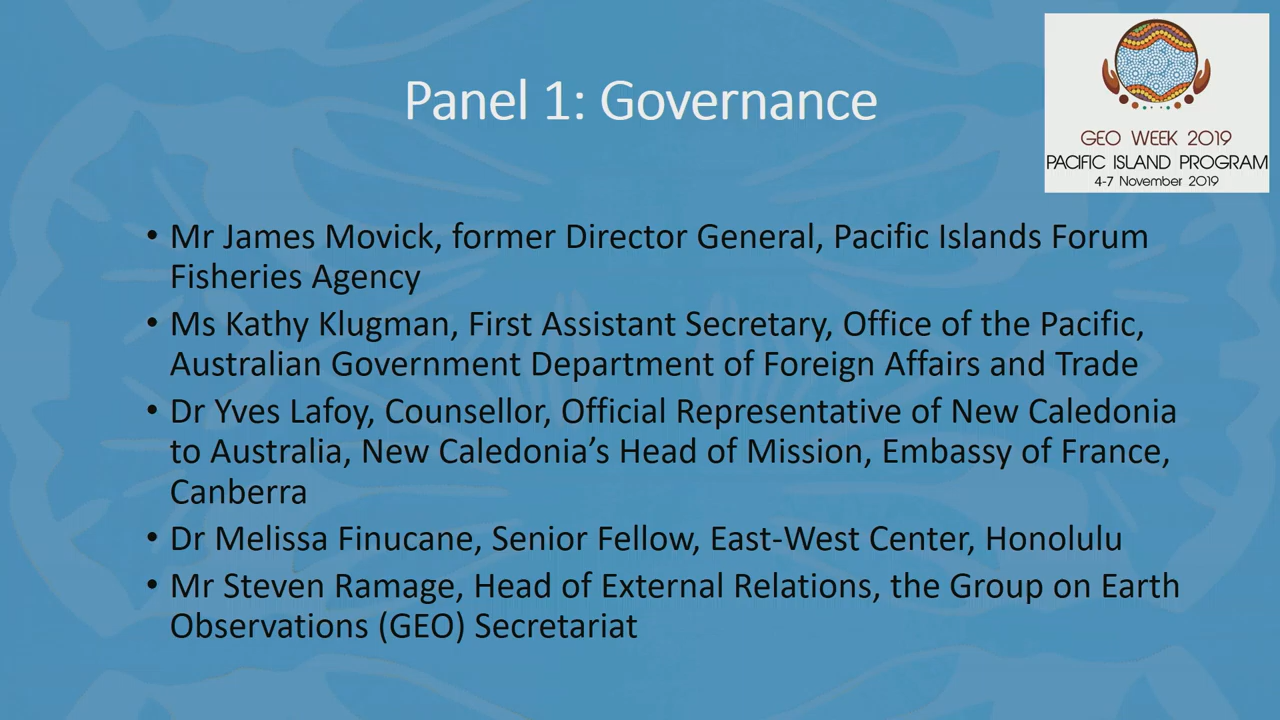 Panel 1: Governance
GEO WEEK 2019
PACIFIC ISLAND PROGRAM
4-7 November 2019
• Mr James Movick, former Director General, Pacific Islands Forum
Fisheries Agency
• Ms Kathy Klugman, First Assistant Secretary, Office of the Pacific,
Australian Government Department of Foreign Affairs and Trade
• Dr Yves Lafoy, Counsellor, Official Representative of New Caledonia
to Australia, New Caledonia’s Head of Mission, Embassy of France,
Canberra
• Dr Melissa Finucane, Senior Fellow, East-West Center, Honolulu
• Mr Steven Ramage, Head of External Relations, the Group on Earth
Observations (GEO) Secretariat